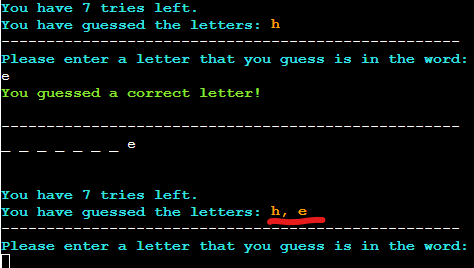 You have 7 tries left.
You have guessed the letters: h
---------------------------------------------------
Please enter a letter that you guess is in the word:
e
You guessed a correct letter!
---------------------------------------------------
_ _ _ _ _ _ _ e
You have 7 tries left.
You have guessed the letters: h, e
---------------------------------------------------
Please enter a letter that you guess is in the word: